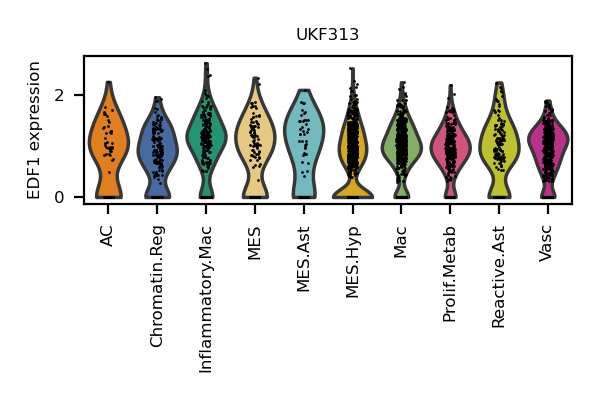 UKF313
EDF1 expression
2
0
AC
Chromatin.Reg
Inflammatory.Mac
MES
MES.Ast
MES.Hyp
Mac
Prolif.Metab
Reactive.Ast
Vasc